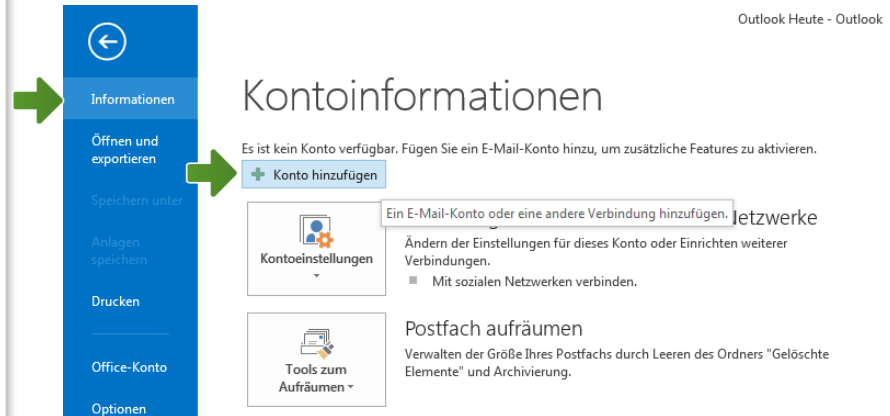 Outlook Heute - Outlook
Informationen
Öffnen und
exportieren
Speichern unter
Anlagen
speichern
Drucken
Office-Konto
Optionen
Kontoinformationen
Es ist kein Konto verfügbar. Fügen Sie ein E-Mail-Konto hinzu, um zusätzliche Features zu aktivieren.
Konto hinzufügen
Ein E-Mail-Konto oder eine andere Verbindung hinzufügen.
Kontoeinstellungen
Ändern der Einstellungen für dieses Konto oder Einrichten weiterer
Verbindungen.
Mit sozialen Netzwerken verbinden.
Tools zum
Aufräumen
Postfach aufräumen
Verwalten der Größe Ihres Postfachs durch Leeren des Ordners "Gelöschte
Elemente" und Archivierung.